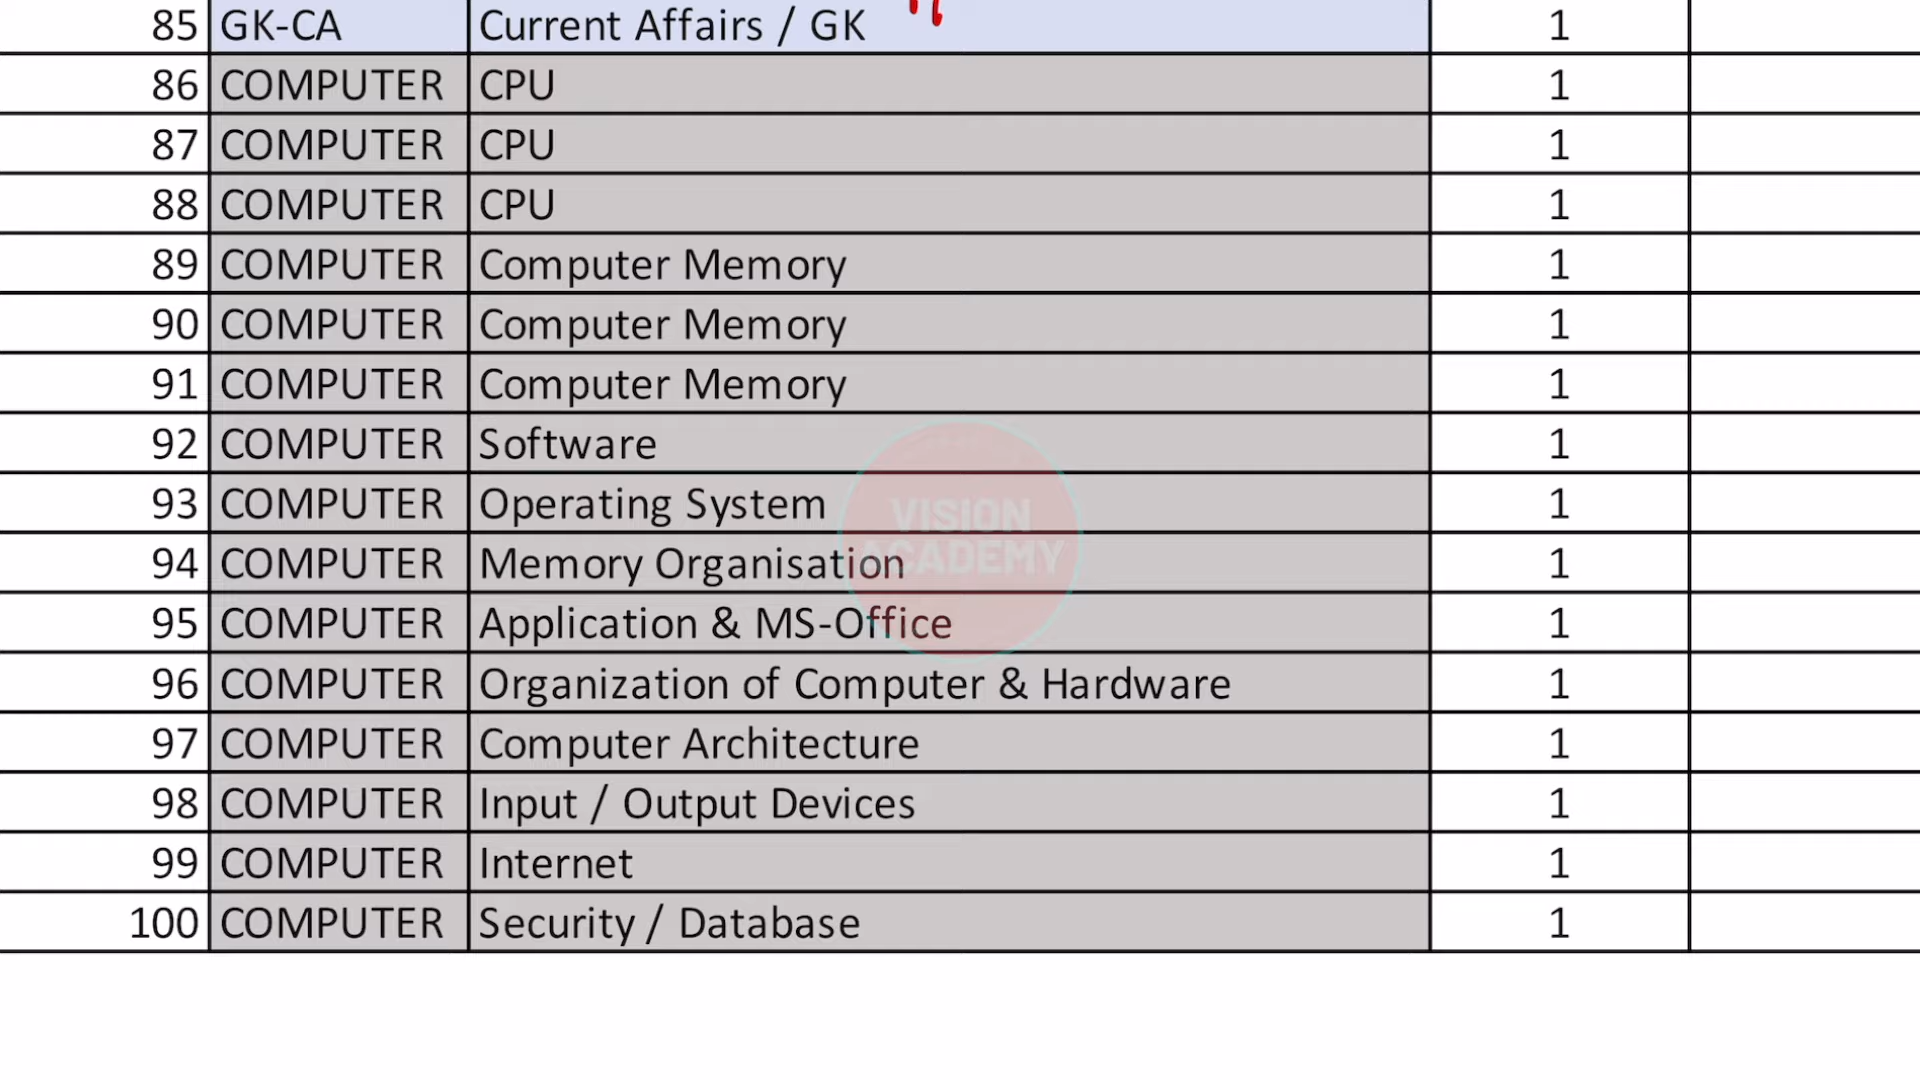 85 GK-CA Current Affairs / GK 1
86 COMPUTER CPU 1
87 COMPUTER CPU 1
88 COMPUTER CPU 1
89 COMPUTER Computer Memory 1
90 COMPUTER Computer Memory 1
91 COMPUTER Computer Memory 1
92 COMPUTER Software 1
93 COMPUTER Operating System 1
94 COMPUTER Memory Organisation 1
95 COMPUTER Application & MS-Office 1
96 COMPUTER Organization of Computer & Hardware 1
97 COMPUTER Computer Architecture 1
98 COMPUTER Input / Output Devices 1
99 COMPUTER Internet 1
100 COMPUTER Security / Database 1
VISION
ACADEMY